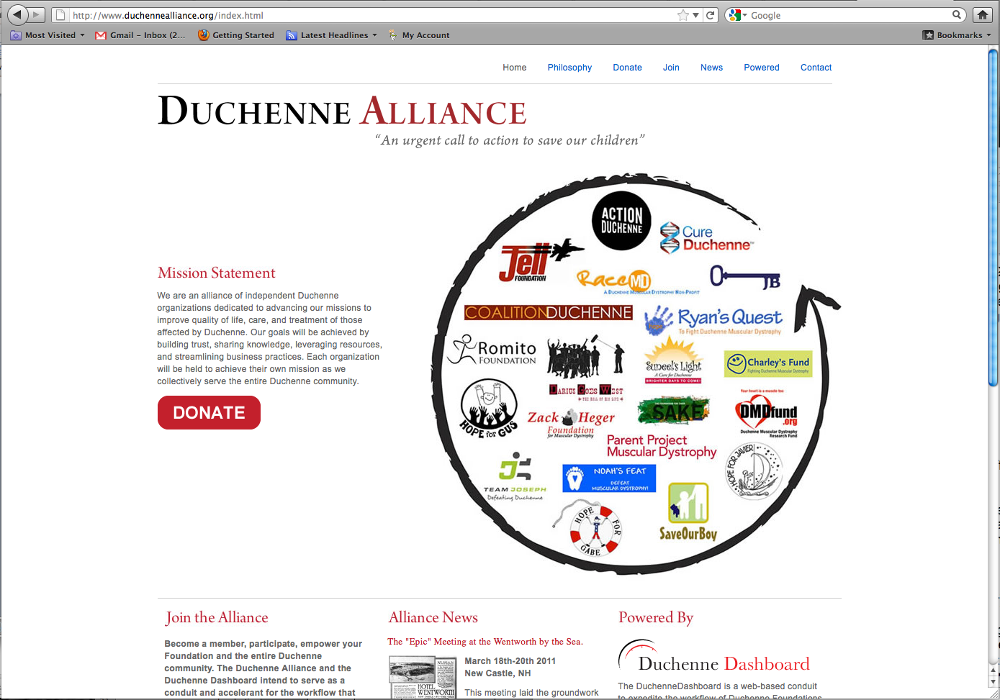 http://www.duchennealliance.org/index.html
Google
Most Visited
Gmail - Inbox (2...
Getting Started
Latest Headlines
My Account
Bookmarks
Home Philosophy Donate Join News Powered Contact
DUCHENNE ALLIANCE
“An urgent call to action to save our children”
Mission Statement
We are an alliance of independent Duchenne
organizations dedicated to advancing our missions to
improve quality of life, care, and treatment of those
affected by Duchenne. Our goals will be achieved by
building trust, sharing knowledge, leveraging resources,
and streamlining business practices. Each organization
will be held to achieve their own mission as we
collectively serve the entire Duchenne community.
DONATE
ACTION
DUCHENNE
Cure
Duchenne™
Jett
FOUNDATION
RaceMD
A DUCHENNE MUSCULAR DYSTROPHY NON-PROFIT
JB
COALITIONDUCHENNE
Ryan's Quest
To Fight Duchenne Muscular Dystrophy
Romito
FOUNDATION
DARIUS GOES WEST
THE ROLL OF HIS LIFE
Suneel's Light
A Cure for Duchenne
BRIGHTER DAYS TO COME!
Charley's Fund
Fighting Duchenne Muscular Dystrophy
HOPE for GUS
Zack Heger
Foundation
for Muscular Dystrophy
SAKE
Your heart is a muscle too
DMDfund
.org
Duchenne Muscular Dystrophy
Research Fund
Parent Project
Muscular Dystrophy
TEAM JOSEPH
Defeating Duchenne
NOAH'S FEAT
DEFEAT
MUSCULAR DYSTROPHY!
HOPE FOR JAVIER
HOPE FOR GABE
SaveOurBoy
Join the Alliance
Become a member, participate, empower your
Foundation and the entire Duchenne
community. The Duchenne Alliance and the
Duchenne Dashboard intend to serve as a
conduit and accelerant for the workflow that
Alliance News
The "Epic" Meeting at the Wentworth by the Sea.
HOTEL
WENTWORTH
March 18th-20th 2011
New Castle, NH
This meeting laid the groundwork
Powered By
Duchenne Dashboard
The DuchenneDashboard is a web-based conduit
to expedite the workflow of Duchenne Foundations